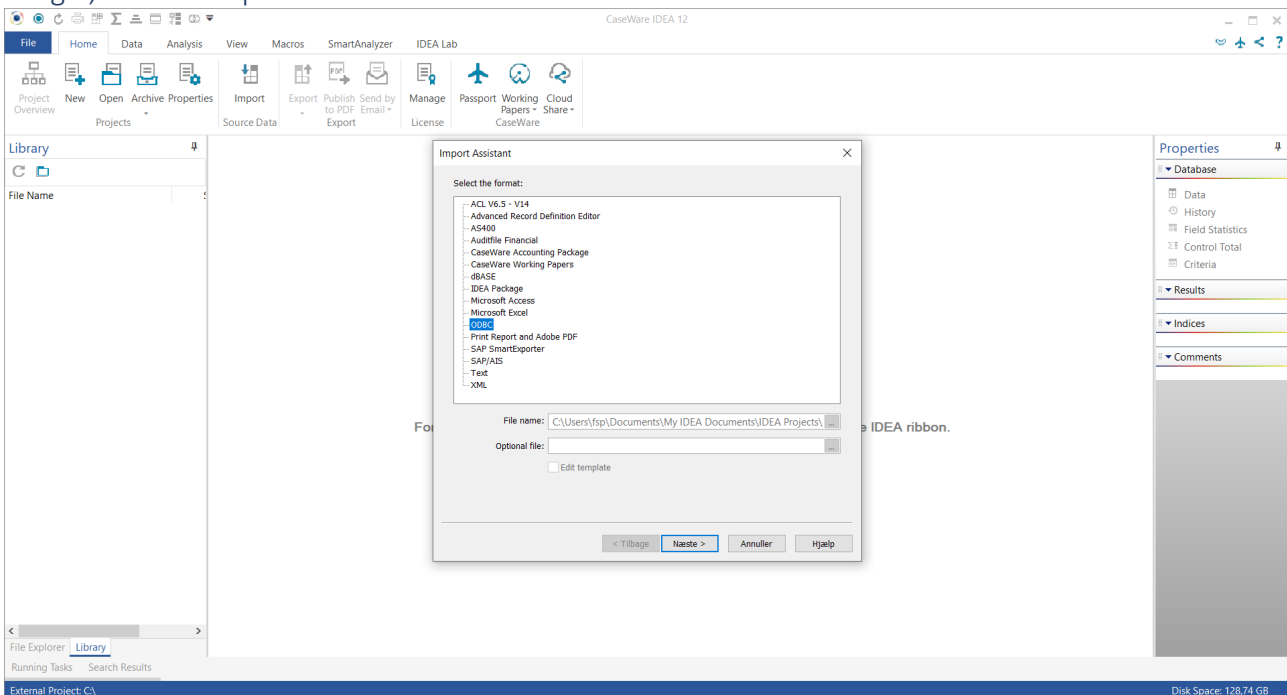 CaseWare IDEA 12
File Home Data Analysis View Macros SmartAnalyzer IDEA Lab
Project Overview New Open Archive Properties Import Export Publish to PDF Send by Email Manage Passport Working Papers Cloud Share
Projects Source Data Export License CaseWare
Library
File Name
Import Assistant
Select the format:
ACL V6.5 - V14
Advanced Record Definition Editor
AS400
Auditfile Financial
CaseWare Accounting Package
CaseWare Working Papers
dBASE
IDEA Package
Microsoft Access
Microsoft Excel
ODBC
Print Report and Adobe PDF
SAP SmartExporter
SAP/AIS
Text
XML
File name: C:\Users\fsp\Documents\My IDEA Documents\IDEA Projects\ ...
Optional file: ...
Edit template
< Tilbage Næste > Annuller Hjælp
IDEA ribbon.
Properties
Database
Data
History
Field Statistics
Control Total
Criteria
Results
Indices
Comments
File Explorer Library
Running Tasks Search Results
External Project: C:\ Disk Space: 128,74 GB